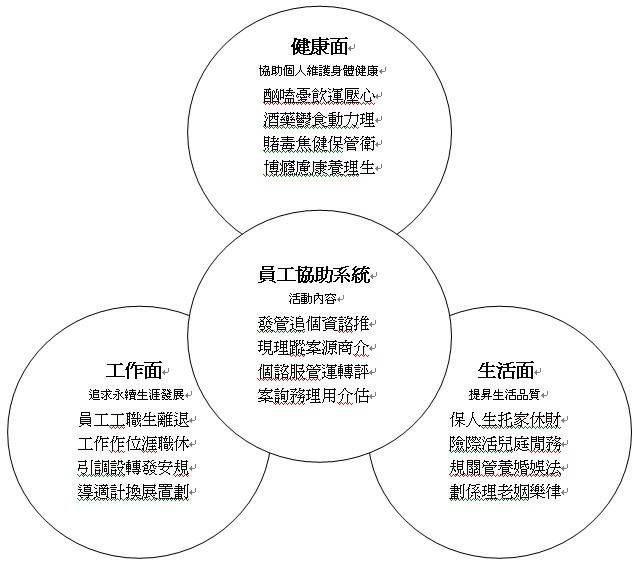 健康面
協助個人維護身體健康
酗嗑憂飲運壓心
酒藥鬱食動力理
賭毒焦健保管衛
博癮慮康養理生
員工協助系統
活動內容
發管追個資諮推
現理蹤案源商介
個諮服管運轉評
案詢務理用介估
工作面
追求永續生涯發展
員工工職生離退
工作作位涯職休
引調設轉發安規
導適計換展置劃
生活面
提昇生活品質
保人生托家休財
險際活兒庭閒務
規關管養婚娛法
劃係理老姻樂律